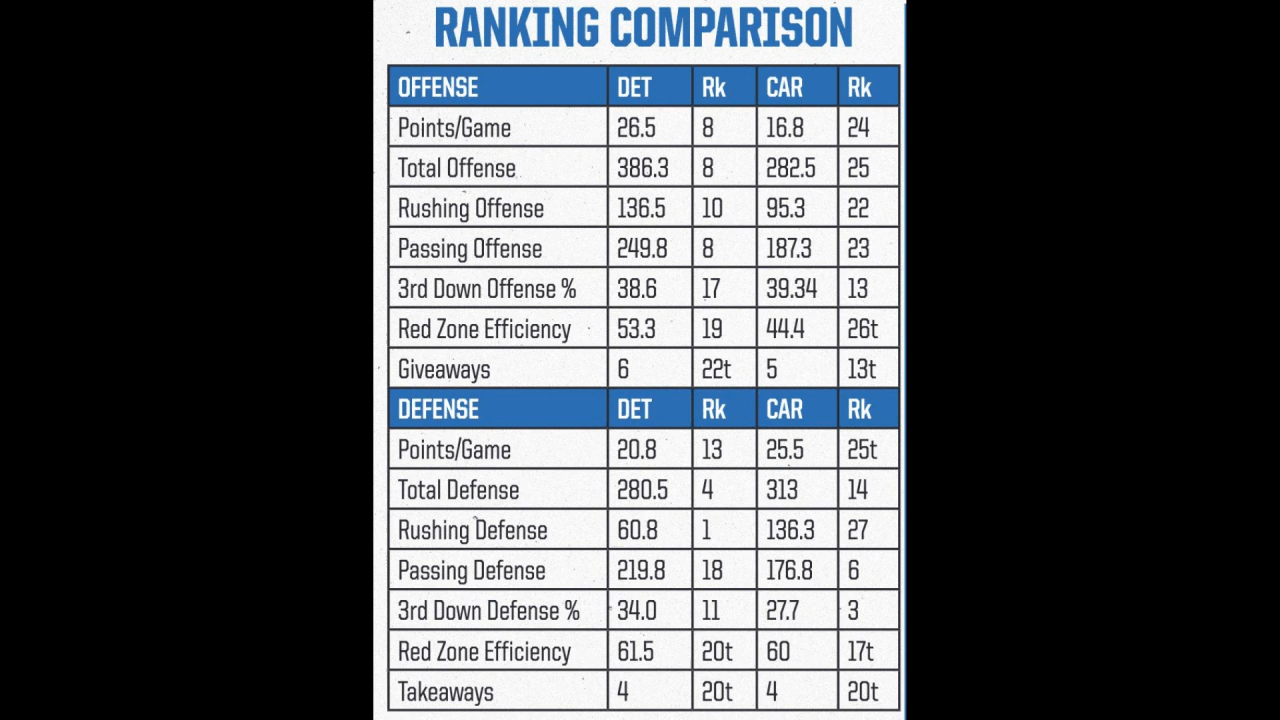 RANKING COMPARISON
OFFENSE DET Rk CAR Rk
Points/Game 26.5 8 16.8 24
Total Offense 386.3 8 282.5 25
Rushing Offense 136.5 10 95.3 22
Passing Offense 249.8 8 187.3 23
3rd Down Offense % 38.6 17 39.34 13
Red Zone Efficiency 53.3 19 44.4 26t
Giveaways 6 22t 5 13t
DEFENSE DET Rk CAR Rk
Points/Game 20.8 13 25.5 25t
Total Defense 280.5 4 313 14
Rushing Defense 60.8 1 136.3 27
Passing Defense 219.8 18 176.8 6
3rd Down Defense % 34.0 11 27.7 3
Red Zone Efficiency 61.5 20t 60 17t
Takeaways 4 20t 4 20t